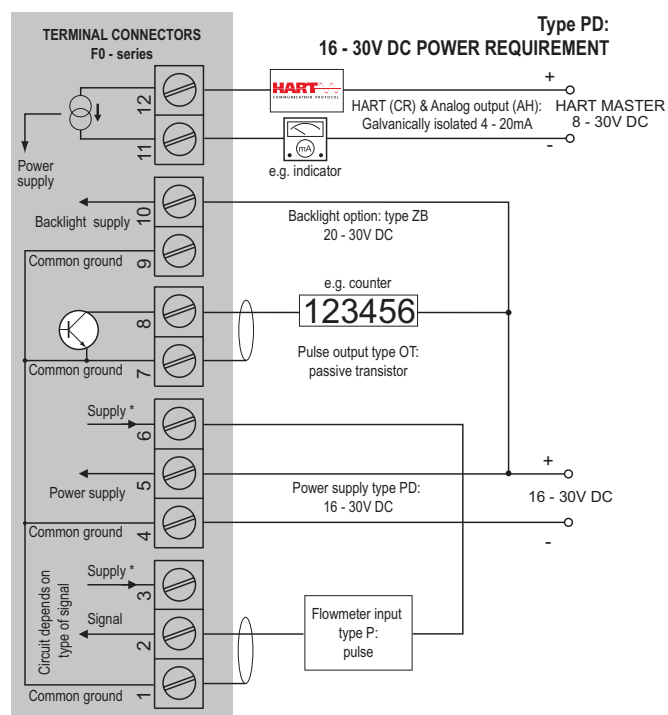 Type PD:
16 - 30V DC POWER REQUIREMENT
TERMINAL CONNECTORS
F0 - series
12
HART
COMMUNICATION PROTOCOL
+
HART (CR) & Analog output (AH):
Galvanically isolated 4 - 20mA
HART MASTER
8 - 30V DC
11
mA
-
Power
supply
e.g. indicator
10
Backlight supply
Backlight option: type ZB
20 - 30V DC
9
Common ground
e.g. counter
8
123456
Pulse output type OT:
passive transistor
7
Common ground
Supply *
6
+
5
Power supply
Power supply type PD:
16 - 30V DC
16 - 30V DC
4
Common ground
-
Circuit depends on
type of signal
Supply *
3
Signal
2
Flowmeter input
type P:
pulse
1
Common ground